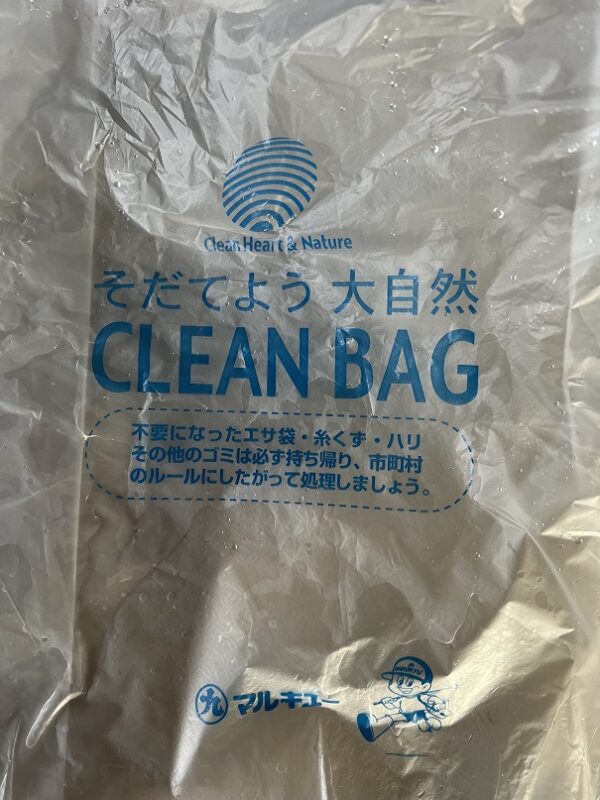 Clean Heart & Nature
そだてよう 大自然
CLEAN BAG
不要になったエサ袋・糸くず・ハリ
その他のゴミは必ず持ち帰り、市町村
のルールにしたがって処理しましょう。
九 マルキユー